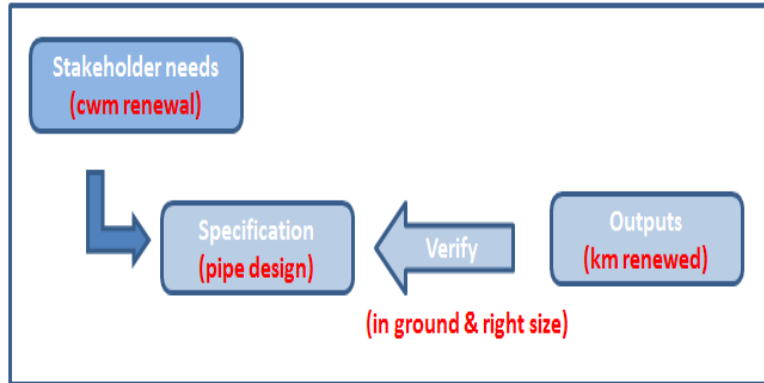 Stakeholder needs
(cwm renewal)
Specification
(pipe design)
Verify
(in ground & right size)
Outputs
(km renewed)